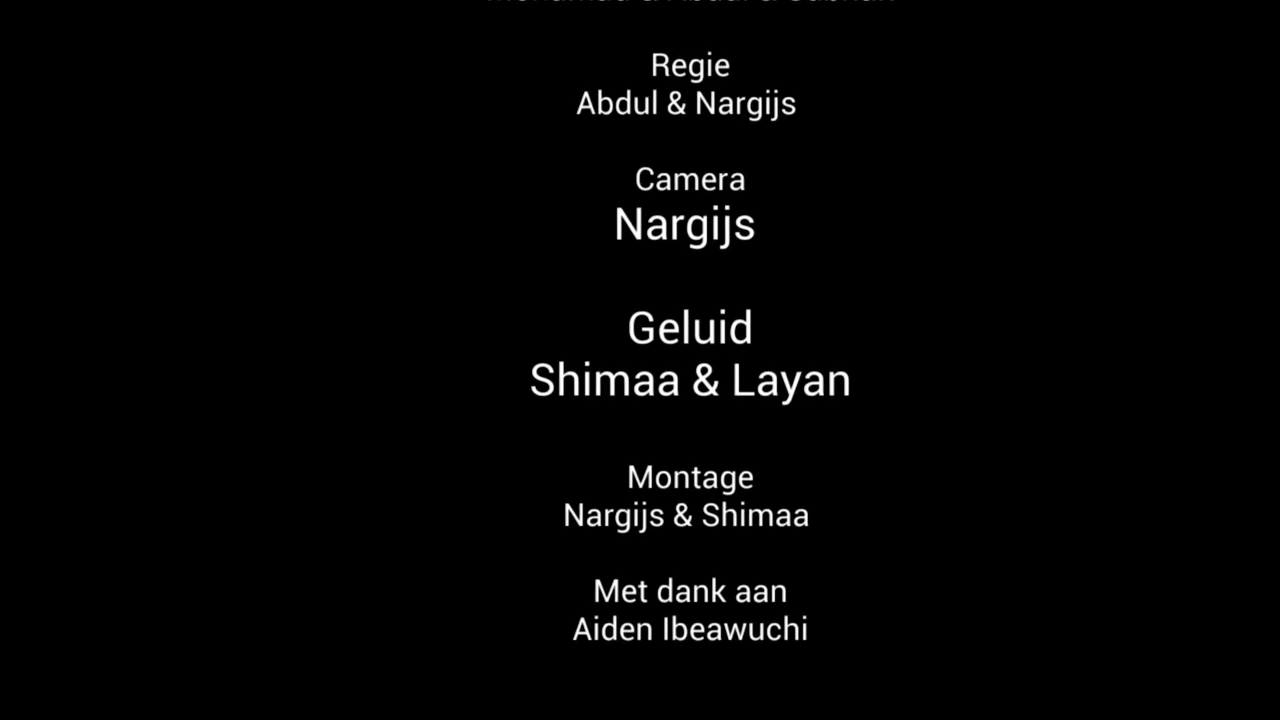 Regie
Abdul & Nargijs
Camera
Nargijs
Geluid
Shimaa & Layan
Montage
Nargijs & Shimaa
Met dank aan
Aiden Ibeawuchi